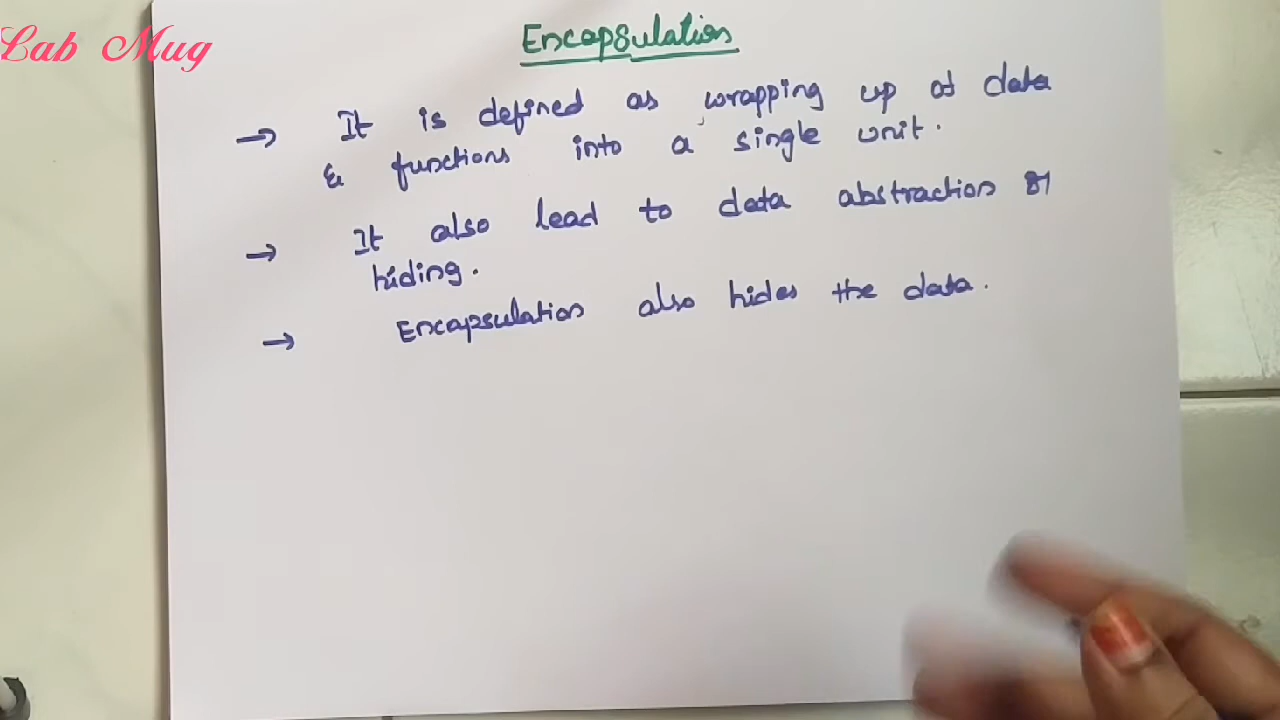 Lab Mug
Encapsulation
→ It is defined as wrapping up of data
& functions into a single unit.
→ It also lead to data abstraction or
hiding.
→ Encapsulation also hides the data.